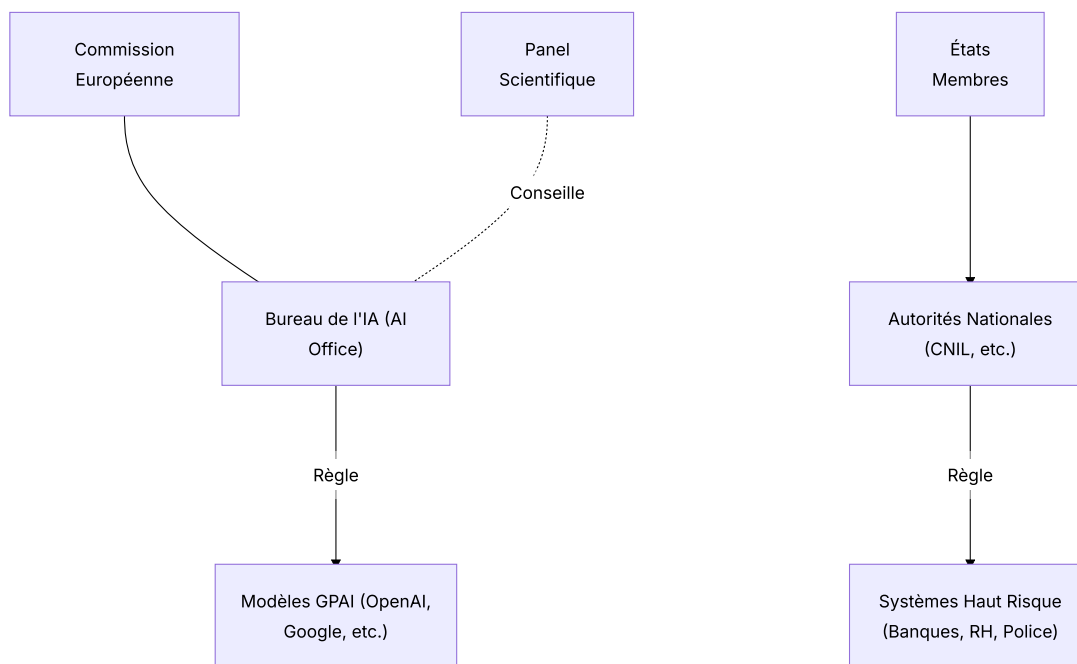 Commission
Européenne
Panel
Scientifique
États
Membres
Conseille
Bureau de l'IA (AI
Office)
Autorités Nationales
(CNIL, etc.)
Règle
Règle
Modèles GPAI (OpenAI,
Google, etc.)
Systèmes Haut Risque
(Banques, RH, Police)